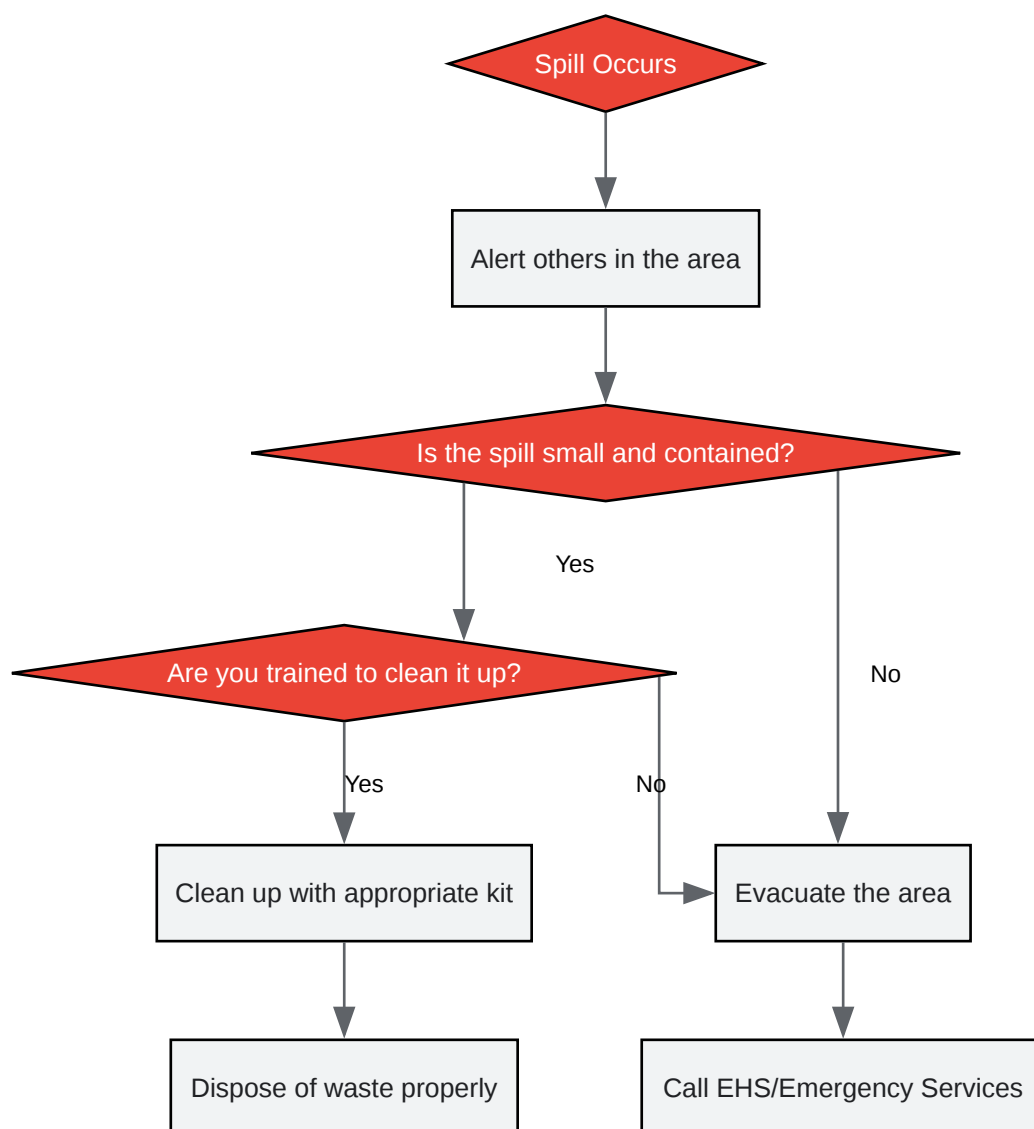 Spill Occurs
Alert others in the area
Is the spill small and contained?
Yes
Are you trained to clean it up?
No
Yes
No
Clean up with appropriate kit
Evacuate the area
Dispose of waste properly
Call EHS/Emergency Services